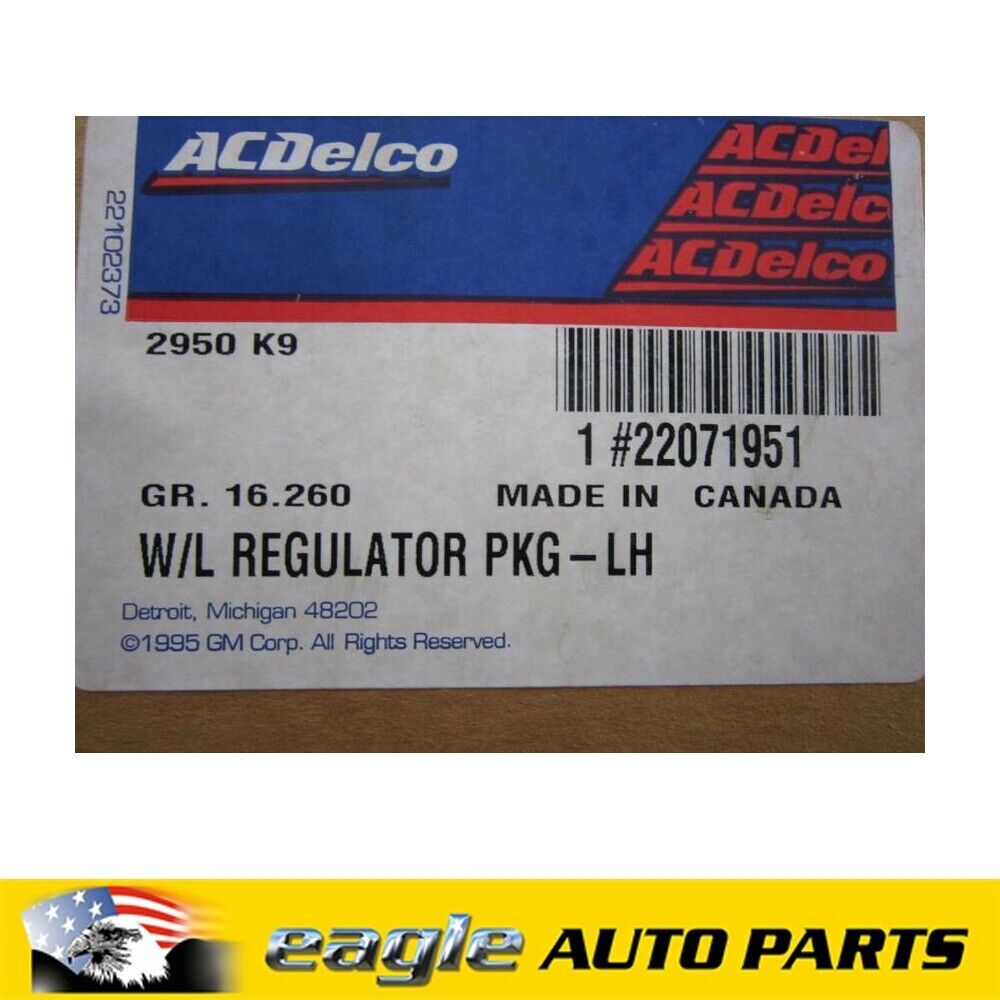 ACDelco
ACDel
ACDelc
ACDelco
22102373
2950 K9
1 #22071951
GR. 16.260 MADE IN CANADA
W/L REGULATOR PKG-LH
Detroit, Michigan 48202
©1995 GM Corp. All Rights Reserved.
eagle AUTO PARTS